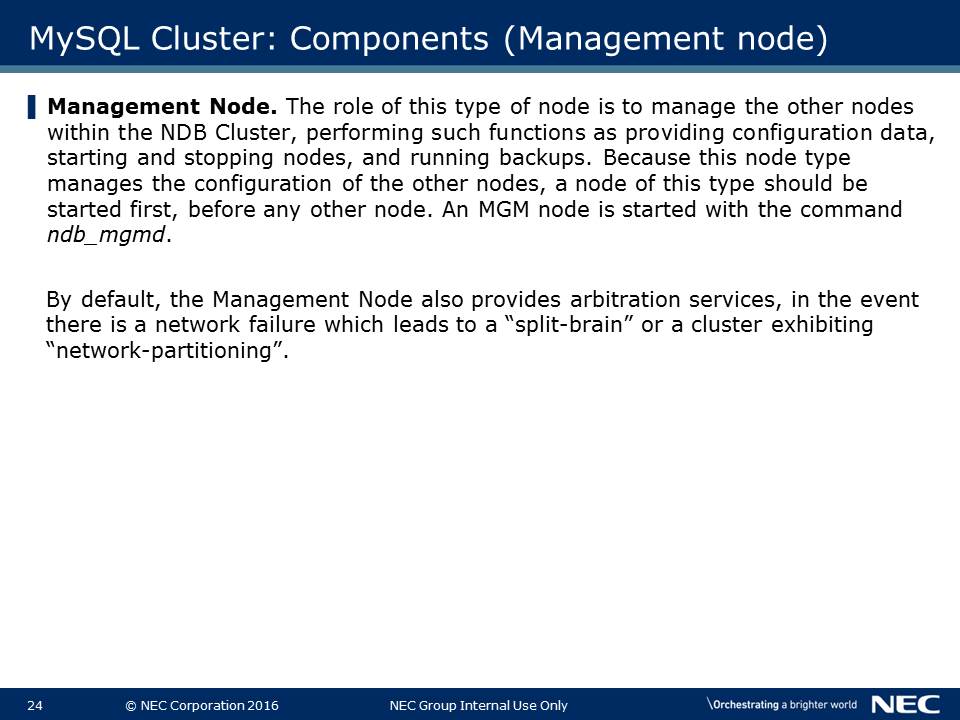 MySQL Cluster: Components (Management node)
Management Node. The role of this type of node is to manage the other nodes
within the NDB Cluster, performing such functions as providing configuration data,
starting and stopping nodes, and running backups. Because this node type
manages the configuration of the other nodes, a node of this type should be
started first, before any other node. An MGM node is started with the command
ndb_mgmd.
By default, the Management Node also provides arbitration services, in the event
there is a network failure which leads to a “split-brain” or a cluster exhibiting
“network-partitioning”.
24 © NEC Corporation 2016 NEC Group Internal Use Only \Orchestrating a brighter world NEC